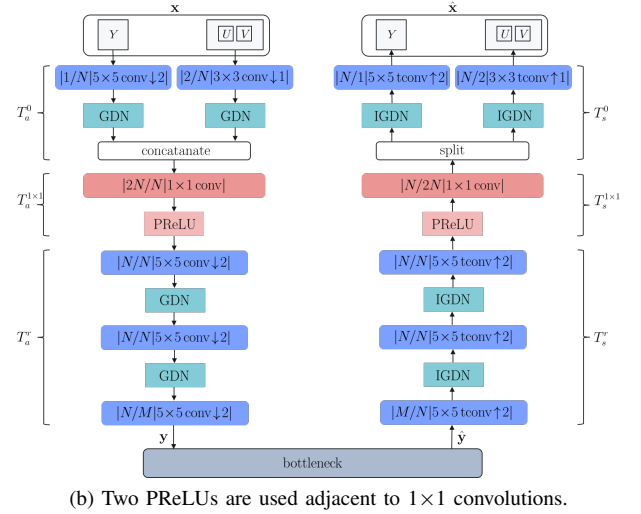 x
x̂
Y
U V
Y
U V
|1/N|5×5 conv↓2|
|2/N|3×3 conv↓1|
|N/1|5×5 tconv↑2|
|N/2|3×3 tconv↑1|
T_a^0
T_s^0
GDN
GDN
IGDN
IGDN
concatanate
split
T_a^{1×1}
|2N/N|1×1 conv|
|N/2N|1×1 conv|
T_s^{1×1}
PReLU
PReLU
|N/N|5×5 conv↓2|
|N/N|5×5 tconv↑2|
GDN
IGDN
T_a^r
|N/N|5×5 conv↓2|
|N/N|5×5 tconv↑2|
T_s^r
GDN
IGDN
|N/M|5×5 conv↓2|
|M/N|5×5 tconv↑2|
y
ŷ
bottleneck
(b) Two PReLUs are used adjacent to 1×1 convolutions.